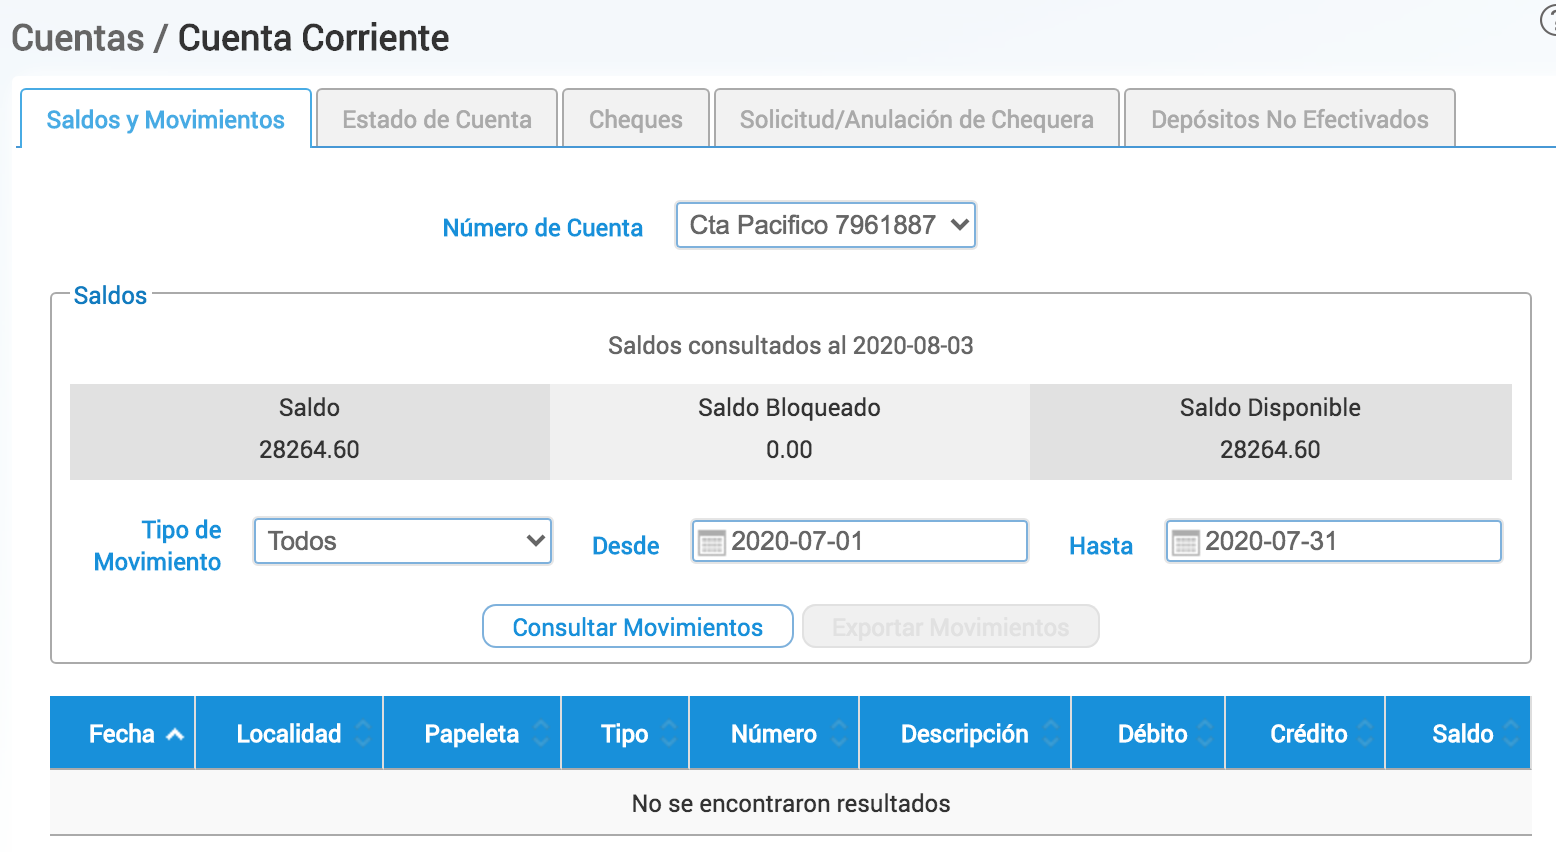 Cuentas / Cuenta Corriente
Saldos y Movimientos
Estado de Cuenta
Cheques
Solicitud/Anulación de Chequera
Depósitos No Efectivados
Número de Cuenta
Cta Pacifico 7961887
Saldos
Saldos consultados al 2020-08-03
Saldo
Saldo Bloqueado
Saldo Disponible
28264.60
0.00
28264.60
Tipo de
Movimiento
Todos
Desde
2020-07-01
Hasta
2020-07-31
Consultar Movimientos
Exportar Movimientos
Fecha
Localidad
Papeleta
Tipo
Número
Descripción
Débito
Crédito
Saldo
No se encontraron resultados